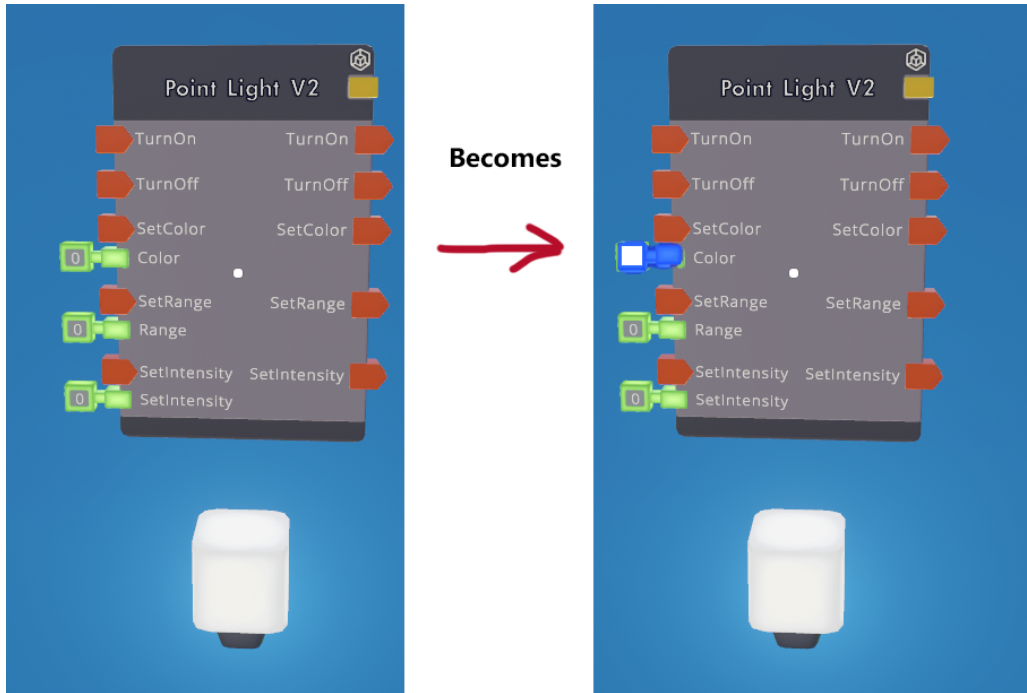 Point Light V2
TurnOn TurnOn
TurnOff TurnOff
SetColor SetColor
0 Color
SetRange SetRange
0 Range
SetIntensity SetIntensity
0 SetIntensity
Becomes
Point Light V2
TurnOn TurnOn
TurnOff TurnOff
SetColor SetColor
Color
SetRange SetRange
0 Range
SetIntensity SetIntensity
0 SetIntensity